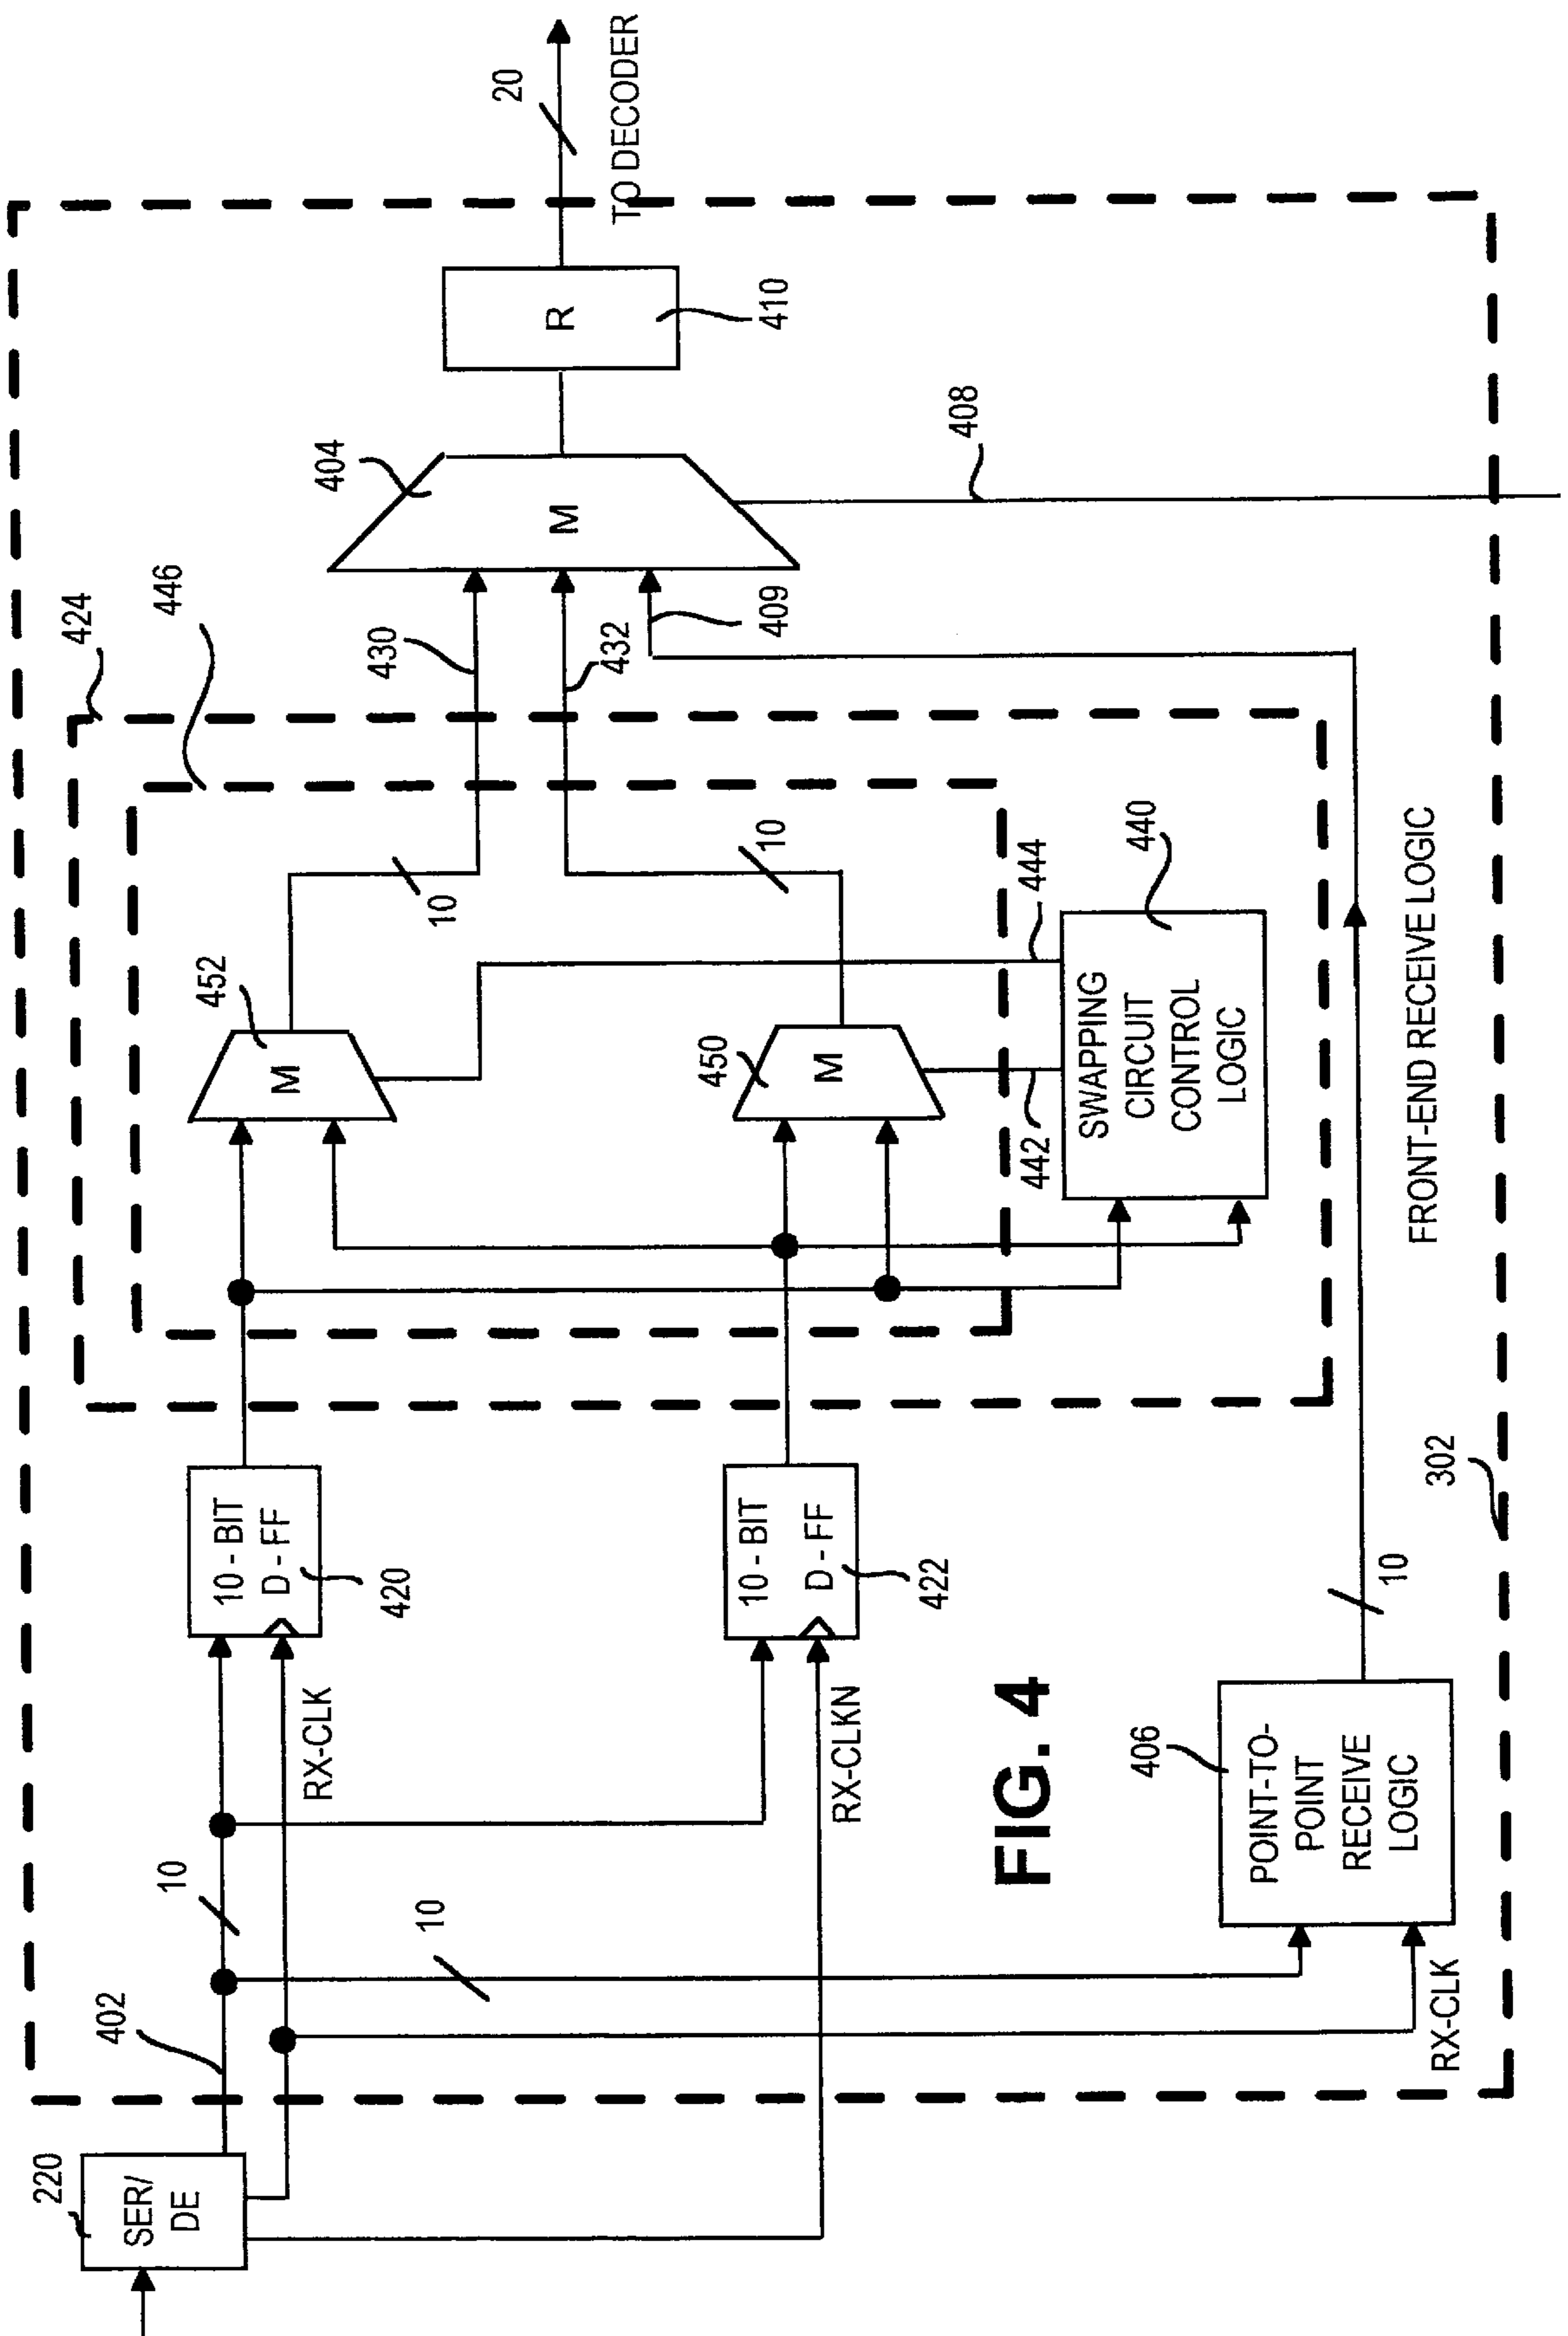 220
SER/
DE
402
10
10
RX-CLK
RX-CLKN
RX-CLK
10 - BIT
D - FF
420
10 - BIT
D - FF
422
406
POINT-TO-
POINT
RECEIVE
LOGIC
10
302
FIG. 4
424
446
452
M
450
M
10
10
442
444
440
SWAPPING
CIRCUIT
CONTROL
LOGIC
FRONT-END RECEIVE LOGIC
430
432
409
404
M
408
R
410
20
TO DECODER